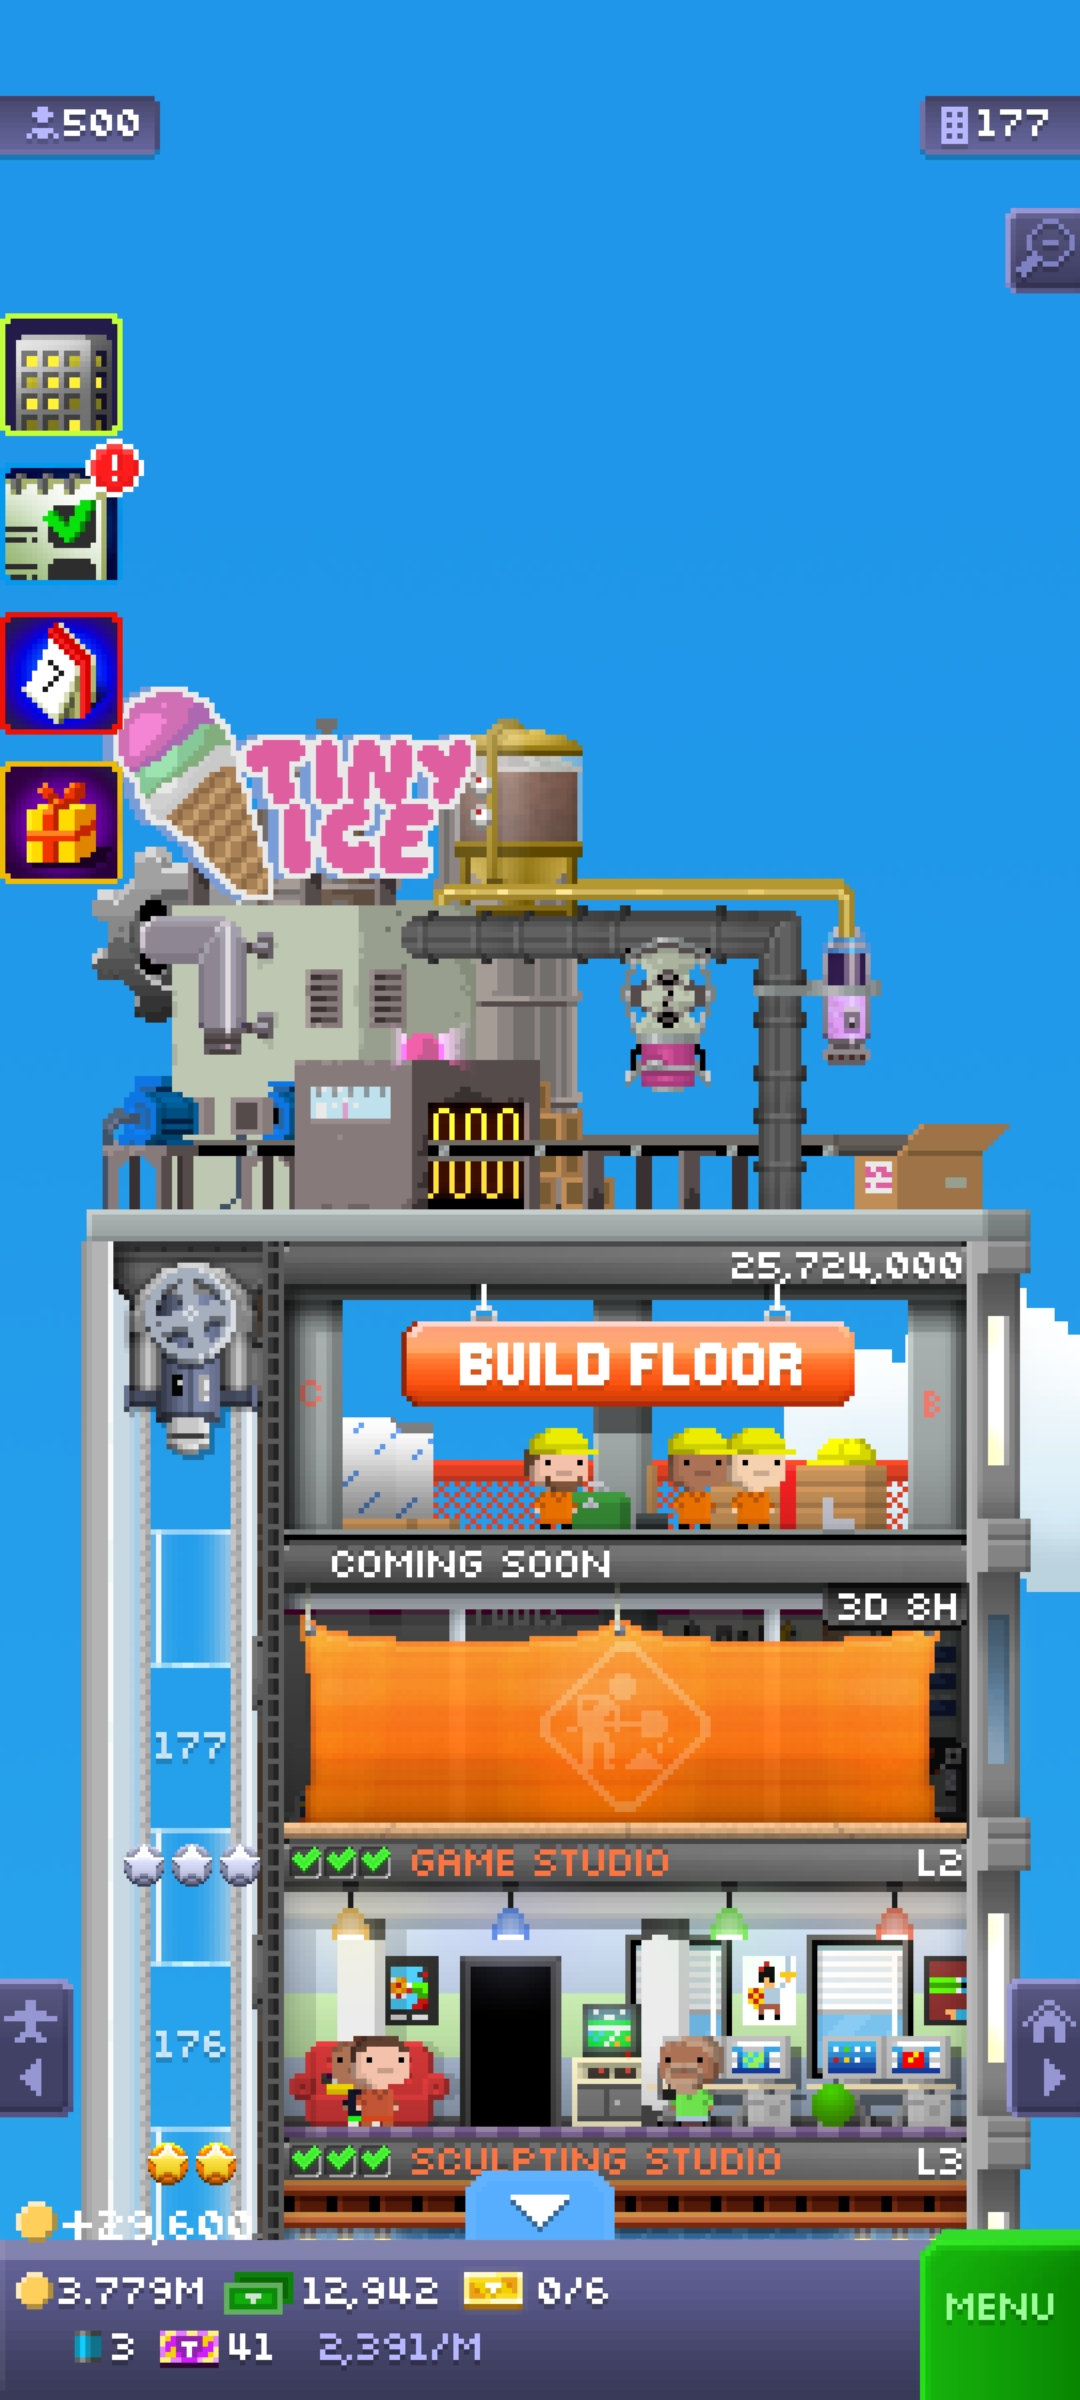 500
177
7
TINY
ICE
25,724,000
BUILD FLOOR
C
B
L
COMING SOON
3D 8H
177
GAME STUDIO L2
176
SCULPTING STUDIO L3
+29,600
3.779M 12,942 0/6
3 T 41 2,391/M
MENU